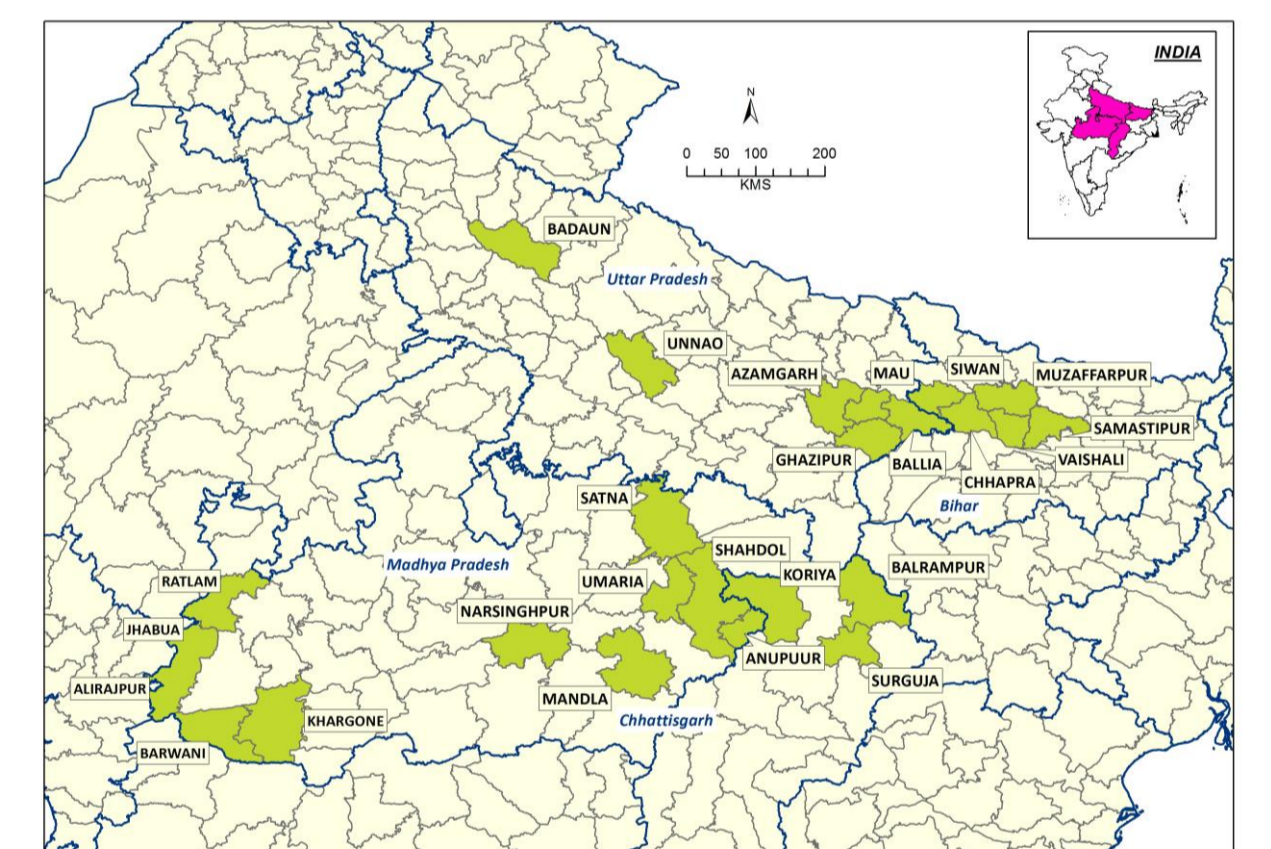 INDIA
N
0 50 100 200
KMS
BADAUN
Uttar Pradesh
UNNAO
AZAMGARH
MAU
SIWAN
MUZAFFARPUR
SAMASTIPUR
GHAZIPUR
BALLIA
VAISHALI
CHHAPRA
SATNA
Bihar
SHAHDOL
Madhya Pradesh
KORIYA
BALRAMPUR
RATLAM
UMARIA
NARSINGHPUR
JHABUA
ANUPUUR
SURGUJA
ALIRAJPUR
MANDLA
KHARGONE
Chhattisgarh
BARWANI